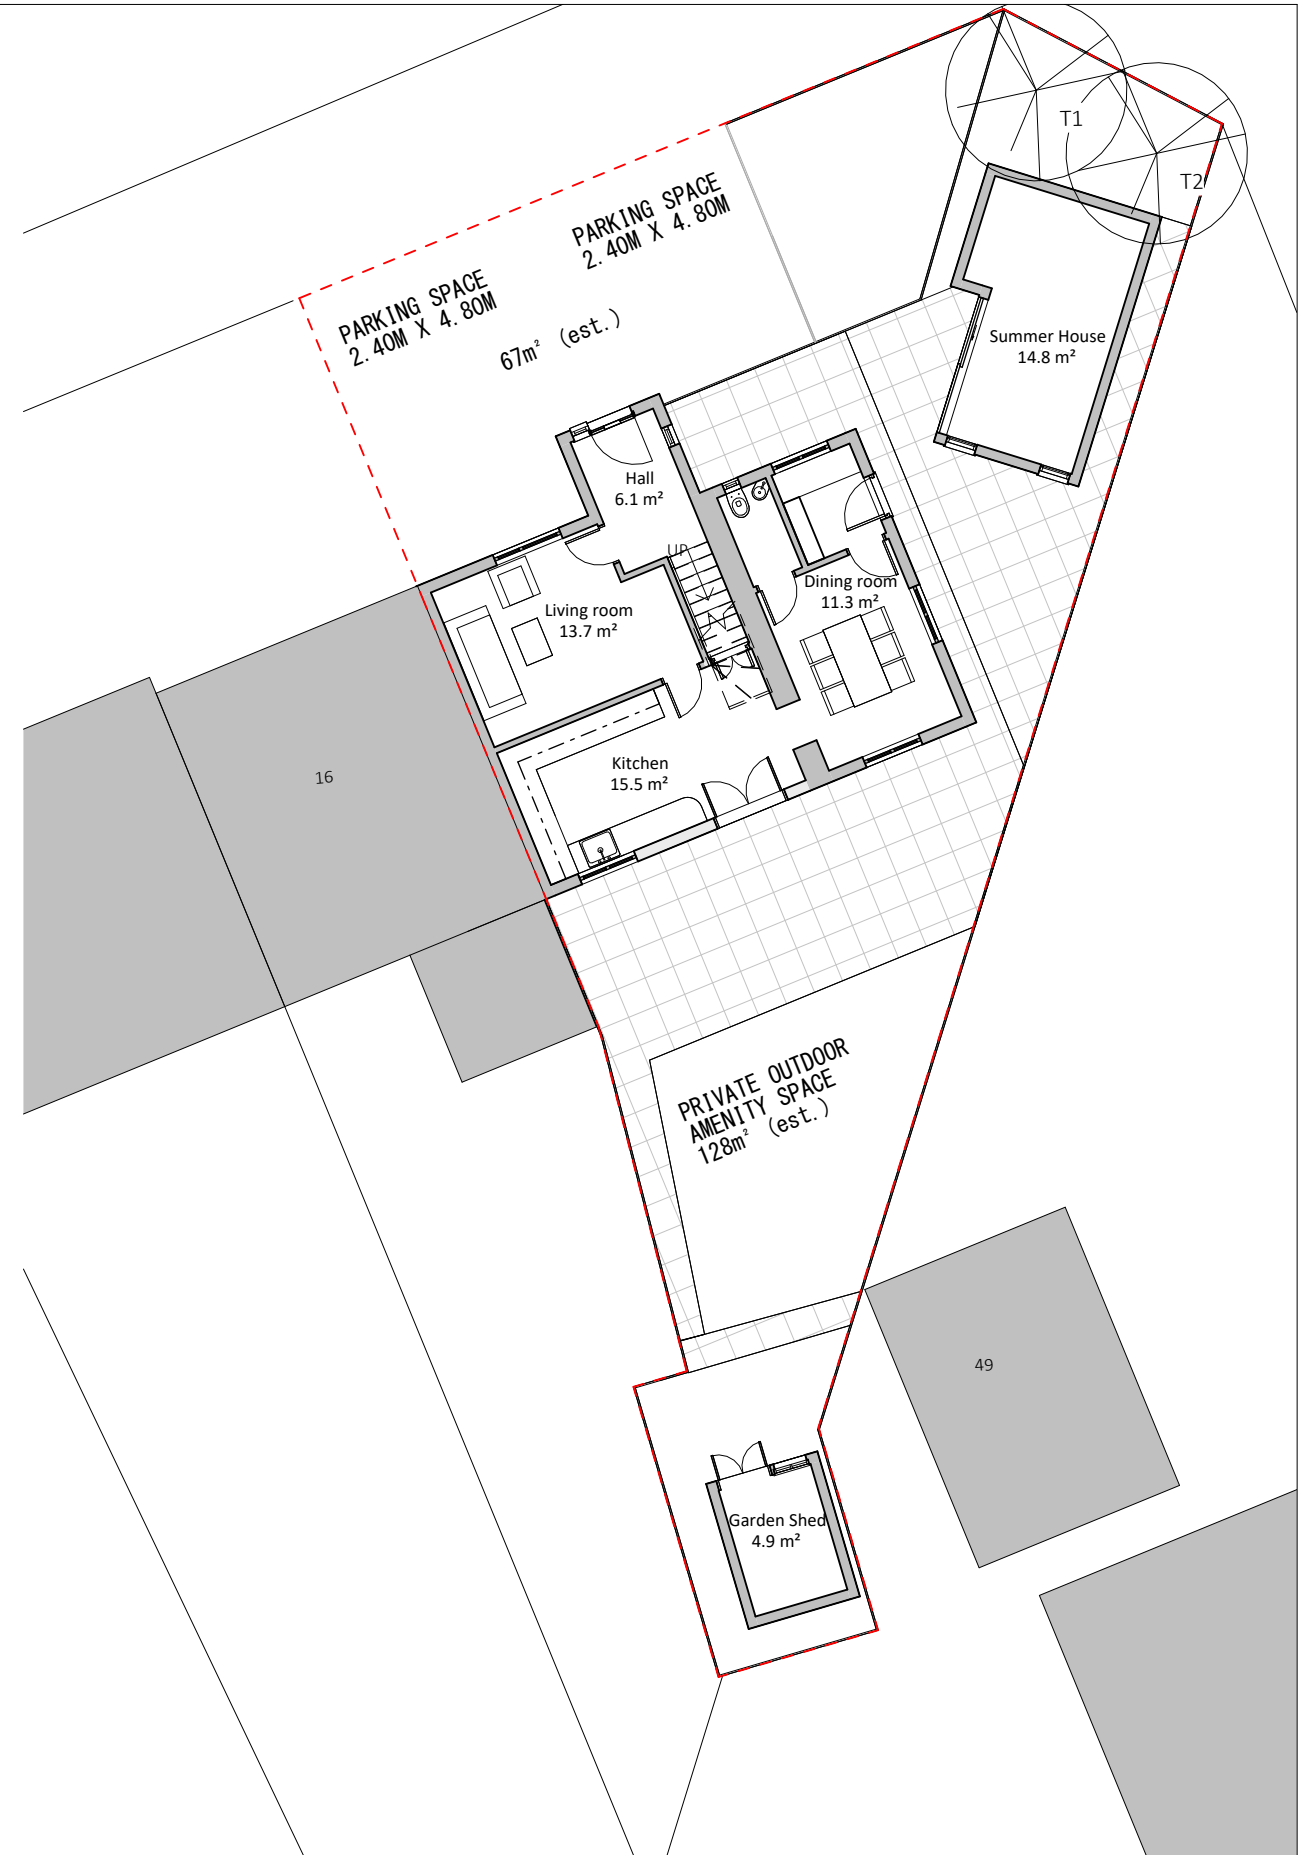 T1
T2
PARKING SPACE
2.40M X 4.80M
PARKING SPACE
2.40M X 4.80M
67m² (est.)
Summer House
14.8 m²
Hall
6.1 m²
UP
Dining room
11.3 m²
Living room
13.7 m²
Kitchen
15.5 m²
16
PRIVATE OUTDOOR
AMENITY SPACE
128m² (est.)
49
Garden Shed
4.9 m²